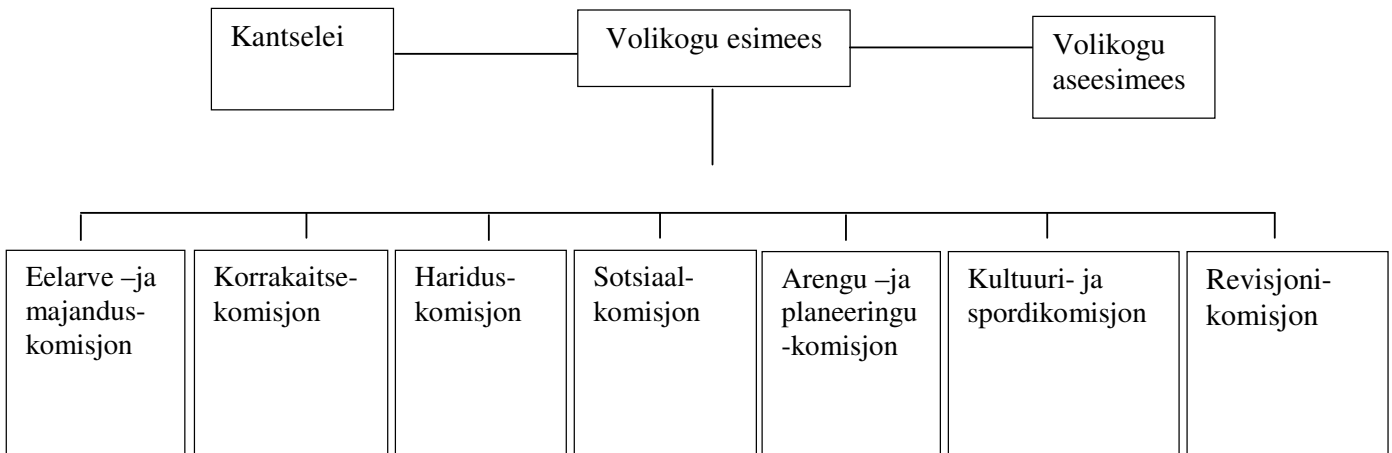 Kantselei
Volikogu esimees
Volikogu
aseesimees
Eelarve –ja
majandus-
komisjon
Korrakaitse-
komisjon
Haridus-
komisjon
Sotsiaal-
komisjon
Arengu –ja
planeeringu
-komisjon
Kultuuri- ja
spordikomisjon
Revisjoni-
komisjon